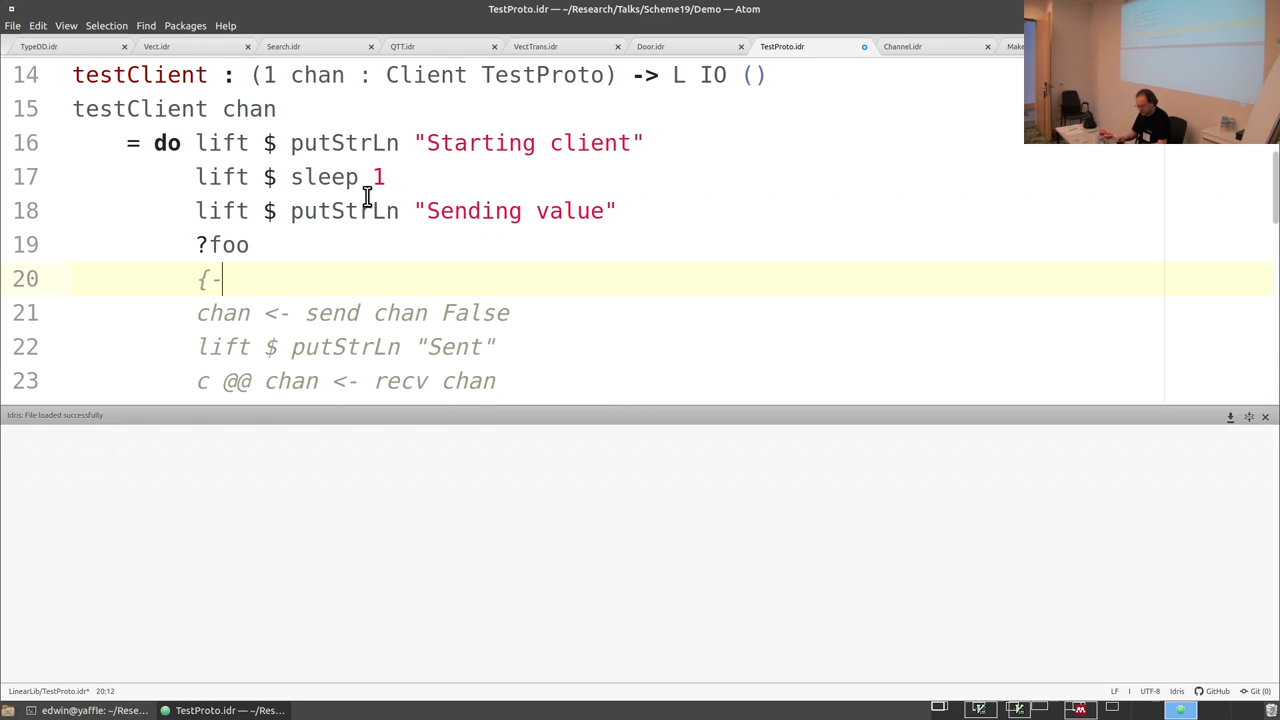 TestProto.idr — ~/Research/Talks/Scheme19/Demo — Atom
File Edit View Selection Find Packages Help
TypeDD.idr Vect.idr Search.idr QTT.idr VectTrans.idr Door.idr TestProto.idr Channel.idr Make
14 testClient : (1 chan : Client TestProto) -> L IO ()
15 testClient chan
16 = do lift $ putStrLn "Starting client"
17 lift $ sleep 1
18 lift $ putStrLn "Sending value"
19 ?foo
20 {-
21 chan <- send chan False
22 lift $ putStrLn "Sent"
23 c @@ chan <- recv chan
Idris: File loaded successfully
LinearLib/TestProto.idr* 20:12 LF UTF-8 Idris GitHub Git (0)
edwin@yaffle: ~/Rese... TestProto.idr — ~/Res...